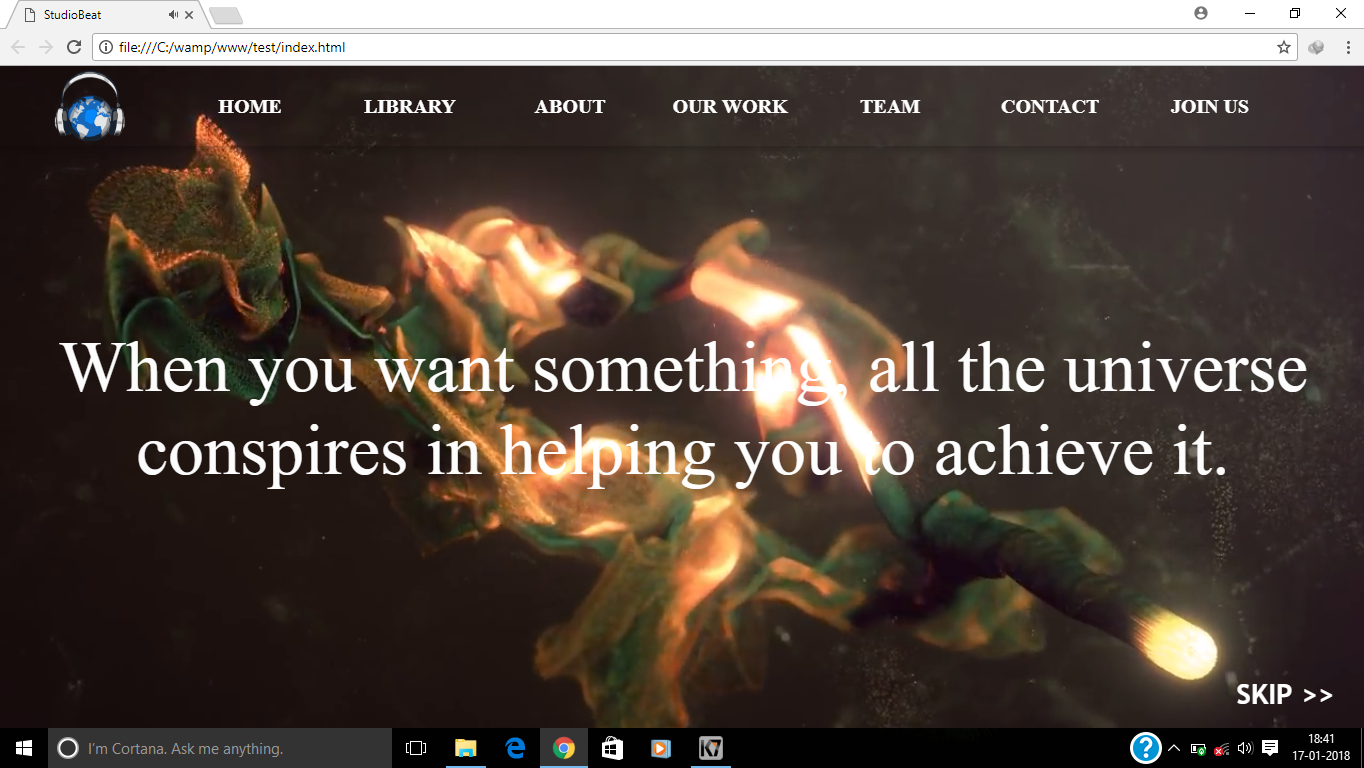 StudioBeat
file:///C:/wamp/www/test/index.html
HOME LIBRARY ABOUT OUR WORK TEAM CONTACT JOIN US
When you want something, all the universe
conspires in helping you to achieve it.
SKIP >>
I'm Cortana. Ask me anything.
K7
?
18:41
17-01-2018